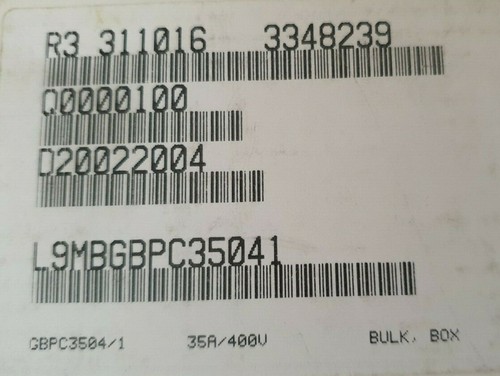 R3 311016 3348239
Q0000100
D20022004
L9MBGBPC35041
GBPC3504/1 35A/400V BULK, BOX